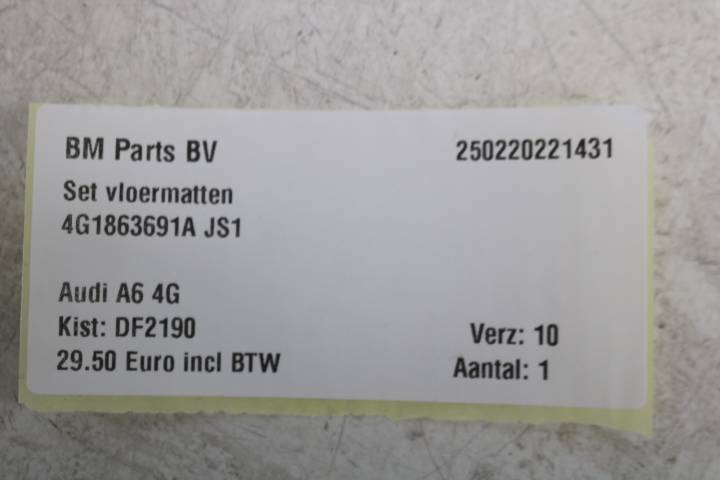 BM Parts BV 250220221431
Set vloermatten
4G1863691A JS1
Audi A6 4G
Kist: DF2190 Verz: 10
29.50 Euro incl BTW Aantal: 1